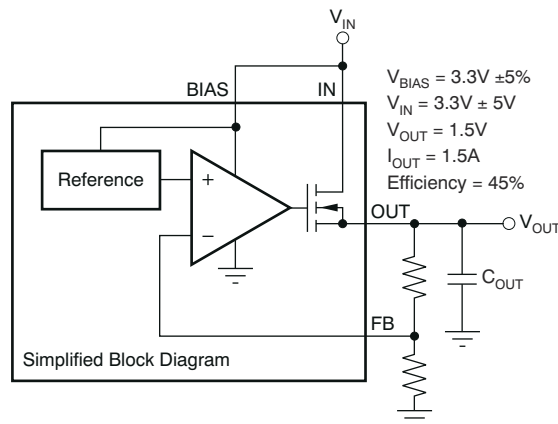 V_IN
BIAS
IN
V_BIAS = 3.3V ±5%
V_IN = 3.3V ± 5V
V_OUT = 1.5V
I_OUT = 1.5A
Efficiency = 45%
Reference
+
−
OUT
V_OUT
C_OUT
FB
Simplified Block Diagram